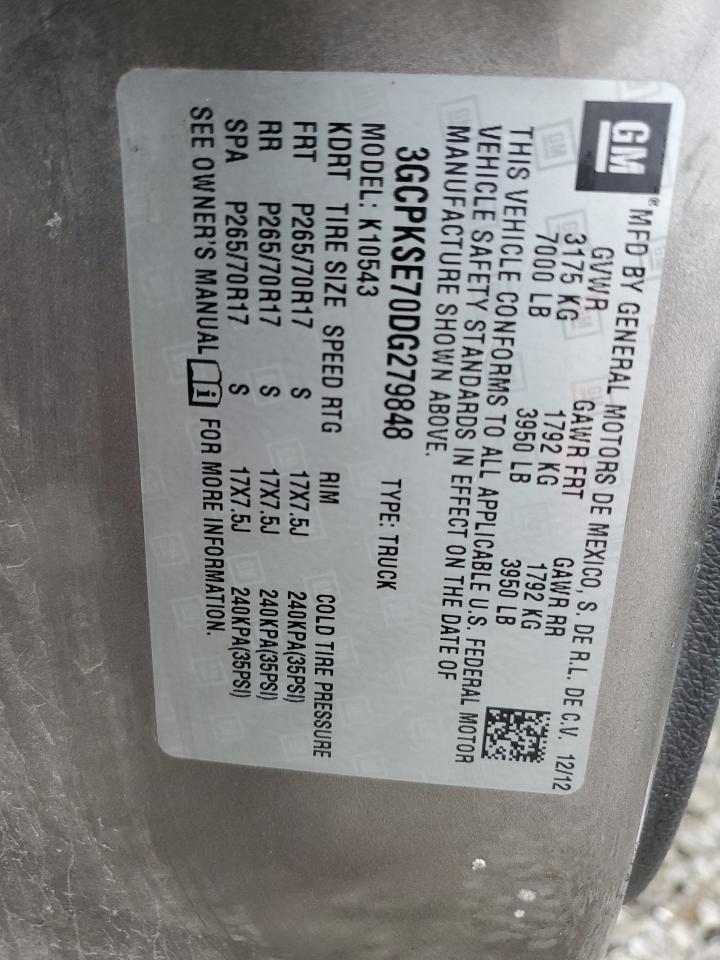 GM® MFD BY GENERAL MOTORS DE MEXICO, S. DE R.L. DE C.V. 12/12
GVWR GAWR FRT GAWR RR
3175 KG 1792 KG 1792 KG
7000 LB 3950 LB 3950 LB
THIS VEHICLE CONFORMS TO ALL APPLICABLE U.S. FEDERAL MOTOR
VEHICLE SAFETY STANDARDS IN EFFECT ON THE DATE OF
MANUFACTURE SHOWN ABOVE.
3GCPKSE70DG279848 TYPE: TRUCK
MODEL: K10543
KDRT TIRE SIZE SPEED RTG RIM COLD TIRE PRESSURE
FRT P265/70R17 S 17X7.5J 240KPA(35PSI)
RR P265/70R17 S 17X7.5J 240KPA(35PSI)
SPA P265/70R17 S 17X7.5J 240KPA(35PSI)
SEE OWNER'S MANUAL i FOR MORE INFORMATION.